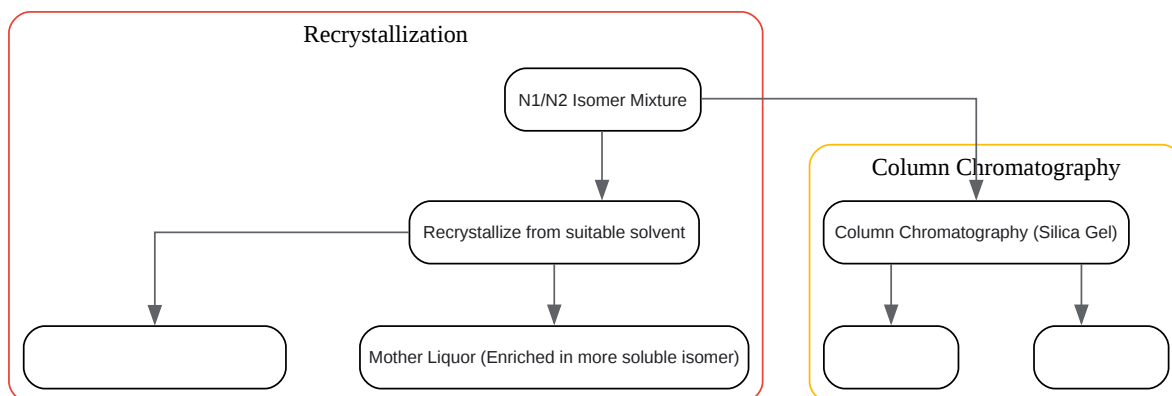 Recrystallization
N1/N2 Isomer Mixture
Column Chromatography
Recrystallize from suitable solvent
Column Chromatography (Silica Gel)
Mother Liquor (Enriched in more soluble isomer)